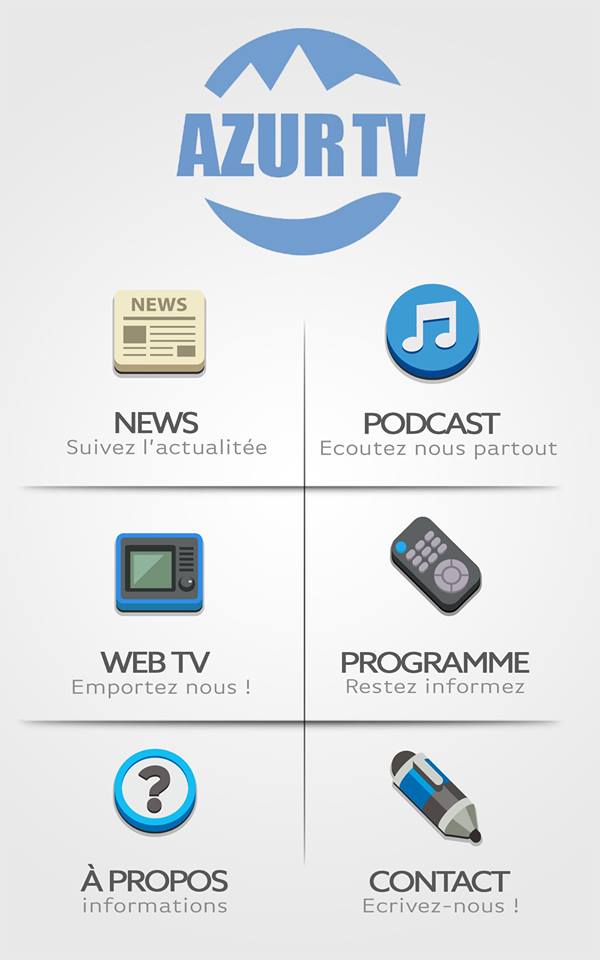 AZUR TV
NEWS
NEWS
Suivez l'actualitée
PODCAST
Ecoutez nous partout
WEB TV
Emportez nous !
PROGRAMME
Restez informez
?
À PROPOS
informations
CONTACT
Ecrivez-nous !